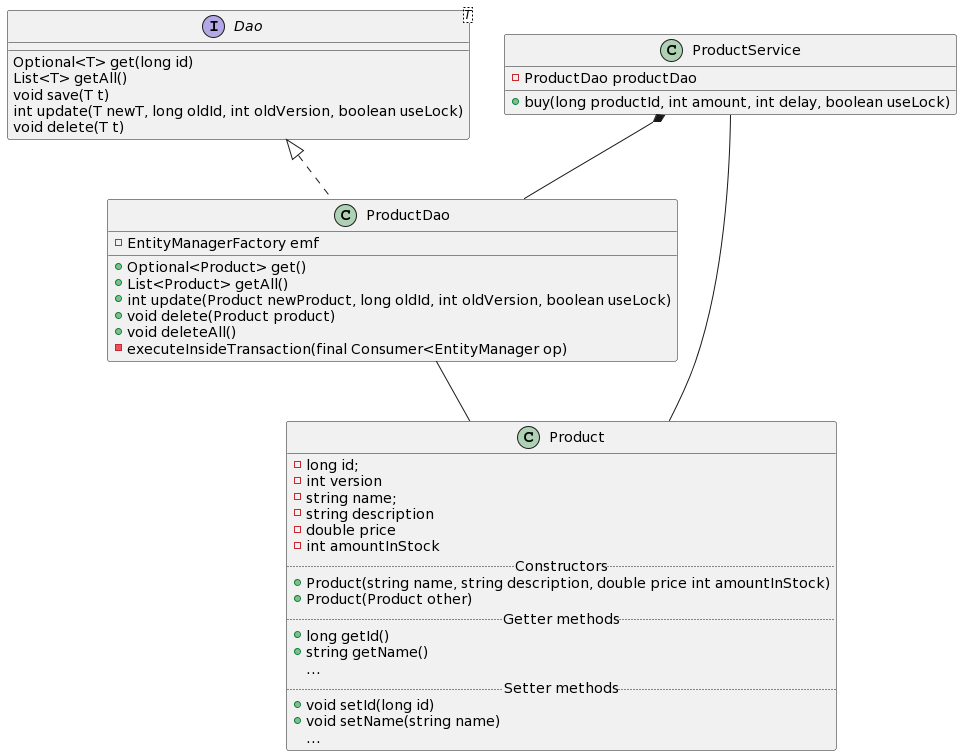 I Dao
T
Optional<T> get(long id)
List<T> getAll()
void save(T t)
int update(T newT, long oldId, int oldVersion, boolean useLock)
void delete(T t)
C ProductService
ProductDao productDao
buy(long productId, int amount, int delay, boolean useLock)
C ProductDao
EntityManagerFactory emf
Optional<Product> get()
List<Product> getAll()
int update(Product newProduct, long oldId, int oldVersion, boolean useLock)
void delete(Product product)
void deleteAll()
executeInsideTransaction(final Consumer<EntityManager op)
C Product
long id;
int version
string name;
string description
double price
int amountInStock
Constructors
Product(string name, string description, double price int amountInStock)
Product(Product other)
Getter methods
long getId()
string getName()
...
Setter methods
void setId(long id)
void setName(string name)
...